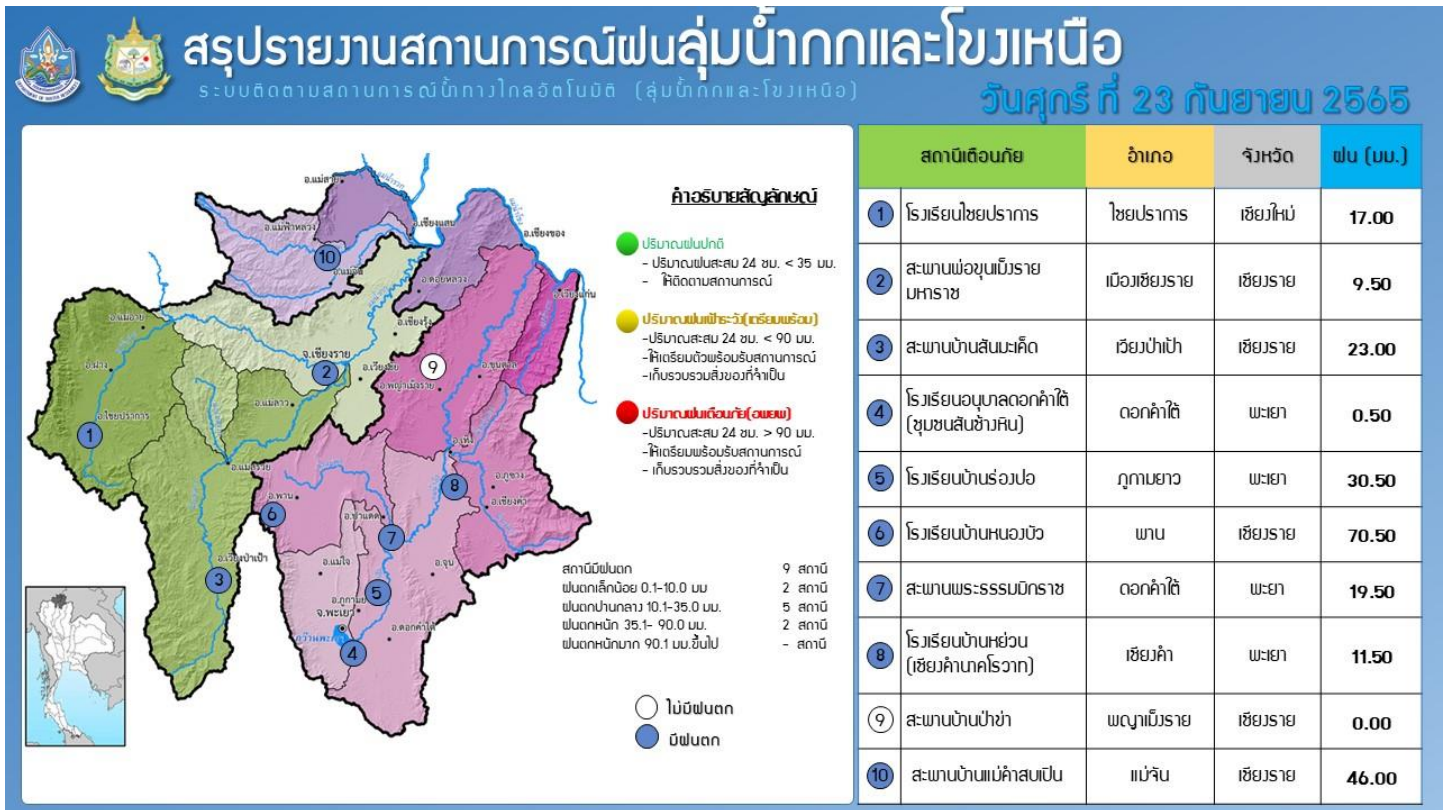 สรุปรายงานสถานการณ์ฝนลุ่มน้ำกกและโขงเหนือ
ระบบติดตามสถานการณ์น้ำทางไกลอัตโนมัติ (ลุ่มน้ำกกและโขงเหนือ)
วันศุกร์ ที่ 23 กันยายน 2565
อ.แม่สาย
อ.แม่ฟ้าหลวง
อ.เชียงแสน
อ.เชียงของ
10
อ.แม่จัน
อ.ดอยหลวง
อ.เวียงแก่น
อ.แม่อาย
อ.เชียงรุ้ง
จ.เชียงราย
2
อ.เวียงชัย
9
อ.ขุนตาล
อ.ฝาง
อ.พญาเม็งราย
อ.ไชยปราการ
อ.แม่ลาว
1
อ.เทิง
อ.แม่สรวย
8
อ.ภูซาง
อ.เชียงคำ
อ.พาน
6
อ.ป่าแดด
7
อ.เวียงป่าเป้า
3
อ.แม่ใจ
อ.จุน
5
จ.พะเยา
อ.ดอกคำใต้
4
คำอธิบายสัญลักษณ์
ปริมาณฝนปกติ
- ปริมาณฝนสะสม 24 ชม. < 35 มม.
- ให้ติดตามสถานการณ์
ปริมาณฝนเฝ้าระวัง(เตรียมพร้อม)
-ปริมาณสะสม 24 ชม. < 90 มม.
-ให้เตรียมตัวพร้อมรับสถานการณ์
-เก็บรวบรวมสิ่งของที่จำเป็น
ปริมาณฝนเตือนภัย(อพยพ)
-ปริมาณสะสม 24 ชม. > 90 มม.
-ให้เตรียมพร้อมรับสถานการณ์
- เก็บรวบรวมสิ่งของที่จำเป็น
สถานีมีฝนตก 9 สถานี
ฝนตกเล็กน้อย 0.1-10.0 มม 2 สถานี
ฝนตกปานกลาง 10.1-35.0 มม. 5 สถานี
ฝนตกหนัก 35.1- 90.0 มม. 2 สถานี
ฝนตกหนักมาก 90.1 มม.ขึ้นไป - สถานี
ไม่มีฝนตก
มีฝนตก
สถานีเตือนภัย อำเภอ จังหวัด ฝน (มม.)
1 โรงเรียนไชยปราการ ไชยปราการ เชียงใหม่ 17.00
2 สะพานพ่อขุนเม็งราย
มหาราช เมืองเชียงราย เชียงราย 9.50
3 สะพานบ้านสันมะเค็ด เวียงป่าเป้า เชียงราย 23.00
4 โรงเรียนอนุบาลดอกคำใต้
(ชุมชนสันช้างหิน) ดอกคำใต้ พะเยา 0.50
5 โรงเรียนบ้านร่องปอ ภูกามยาว พะเยา 30.50
6 โรงเรียนบ้านหนองบัว พาน เชียงราย 70.50
7 สะพานพระธรรมมิกราช ดอกคำใต้ พะเยา 19.50
8 โรงเรียนบ้านหย่วน
(เชียงคำนาคโรวาท) เชียงคำ พะเยา 11.50
9 สะพานบ้านป่าข่า พญาเม็งราย เชียงราย 0.00
10 สะพานบ้านแม่คำสบเปิน แม่จัน เชียงราย 46.00